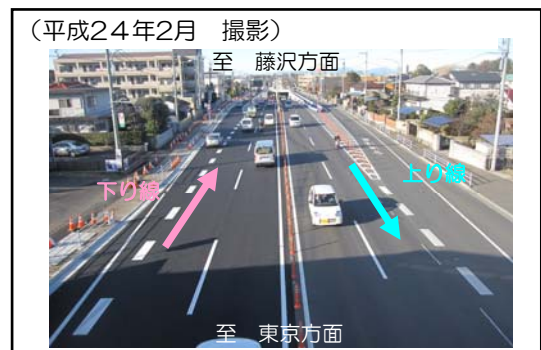 (平成24年2月 撮影)
至 藤沢方面
下り線
上り線
至 東京方面